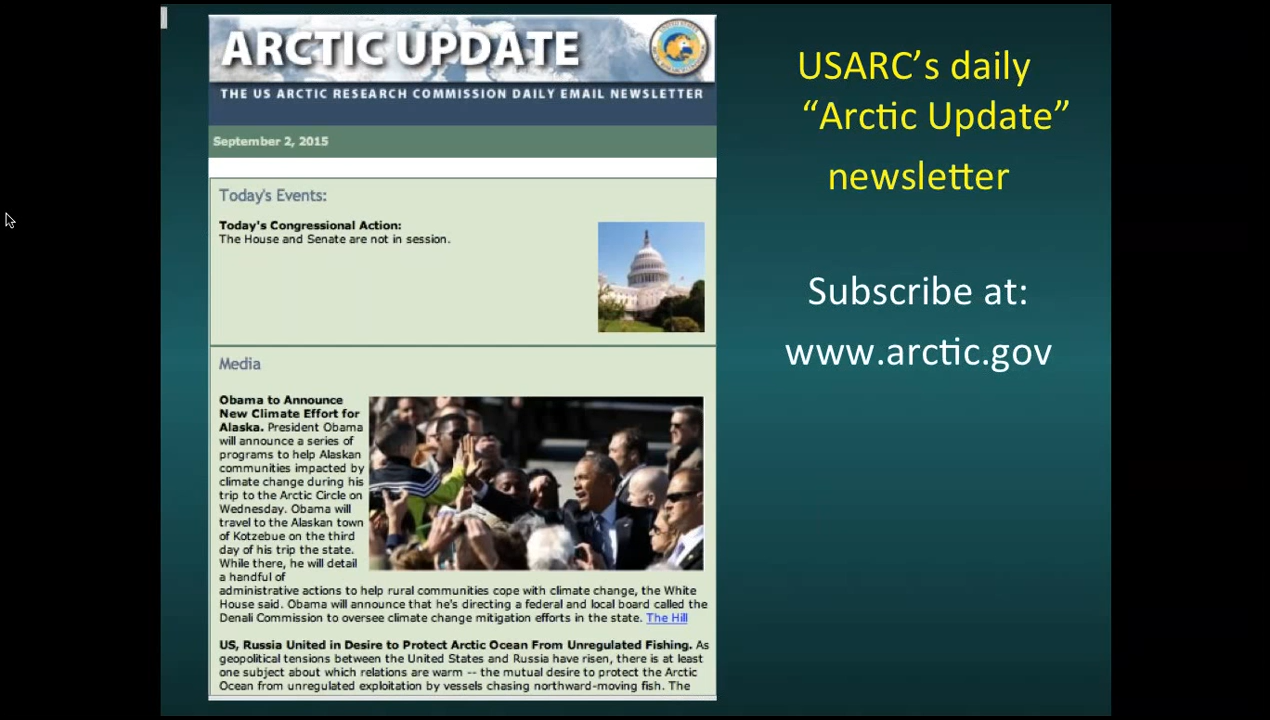 ARCTIC UPDATE
THE US ARCTIC RESEARCH COMMISSION DAILY EMAIL NEWSLETTER
September 2, 2015
Today's Events:
Today's Congressional Action:
The House and Senate are not in session.
Media
Obama to Announce
New Climate Effort for
Alaska. President Obama
will announce a series of
programs to help Alaskan
communities impacted by
climate change during his
trip to the Arctic Circle on
Wednesday. Obama will
travel to the Alaskan town
of Kotzebue on the third
day of his trip the state.
While there, he will detail
a handful of
administrative actions to help rural communities cope with climate change, the White
House said. Obama will announce that he's directing a federal and local board called the
Denali Commission to oversee climate change mitigation efforts in the state. The Hill
US, Russia United in Desire to Protect Arctic Ocean From Unregulated Fishing. As
geopolitical tensions between the United States and Russia have risen, there is at least
one subject about which relations are warm -- the mutual desire to protect the Arctic
Ocean from unregulated exploitation by vessels chasing northward-moving fish. The
USARC's daily
“Arctic Update”
newsletter
Subscribe at:
www.arctic.gov